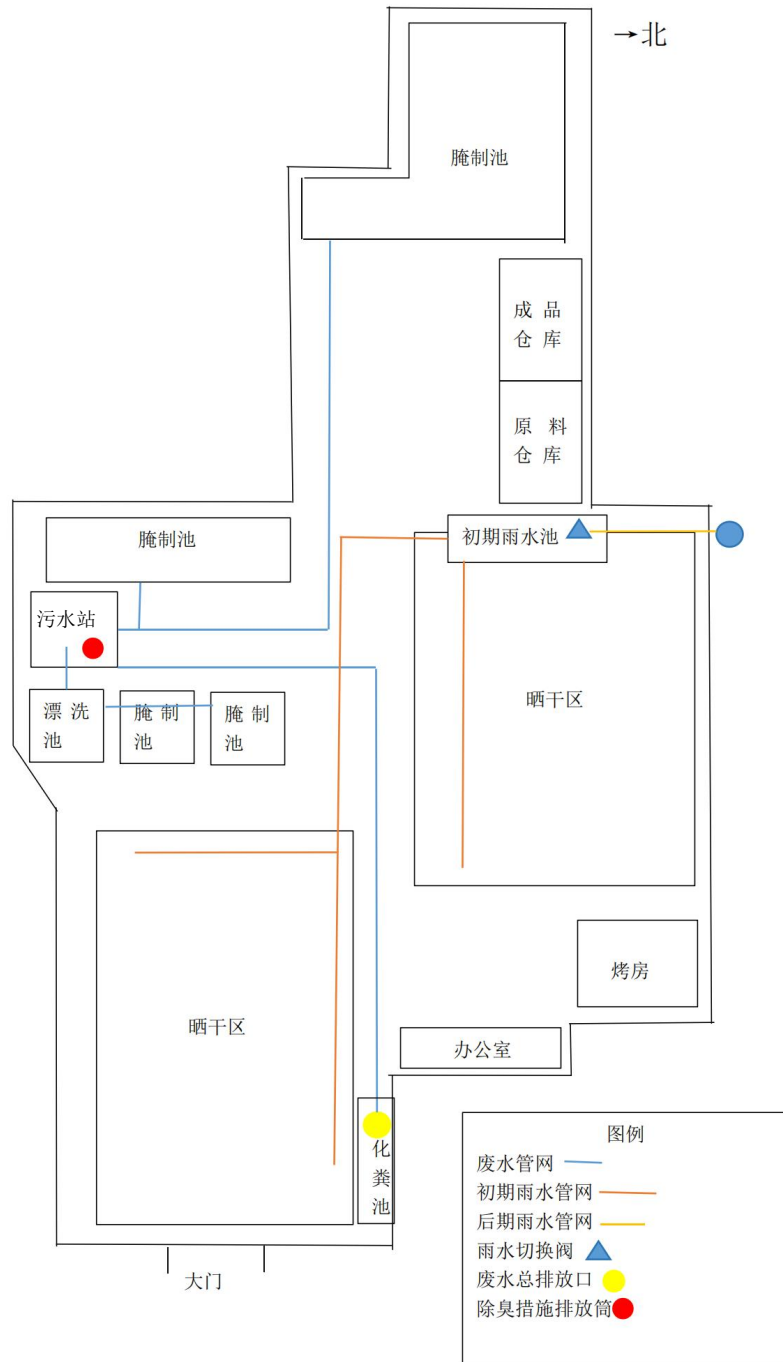 →北
腌制池
成品
仓库
原料
仓库
腌制池
初期雨水池
污水站
漂洗
池
腌制
池
腌制
池
晒干区
烤房
晒干区
办公室
化
粪
池
大门
图例
废水管网
初期雨水管网
后期雨水管网
雨水切换阀
废水总排放口
除臭措施排放筒